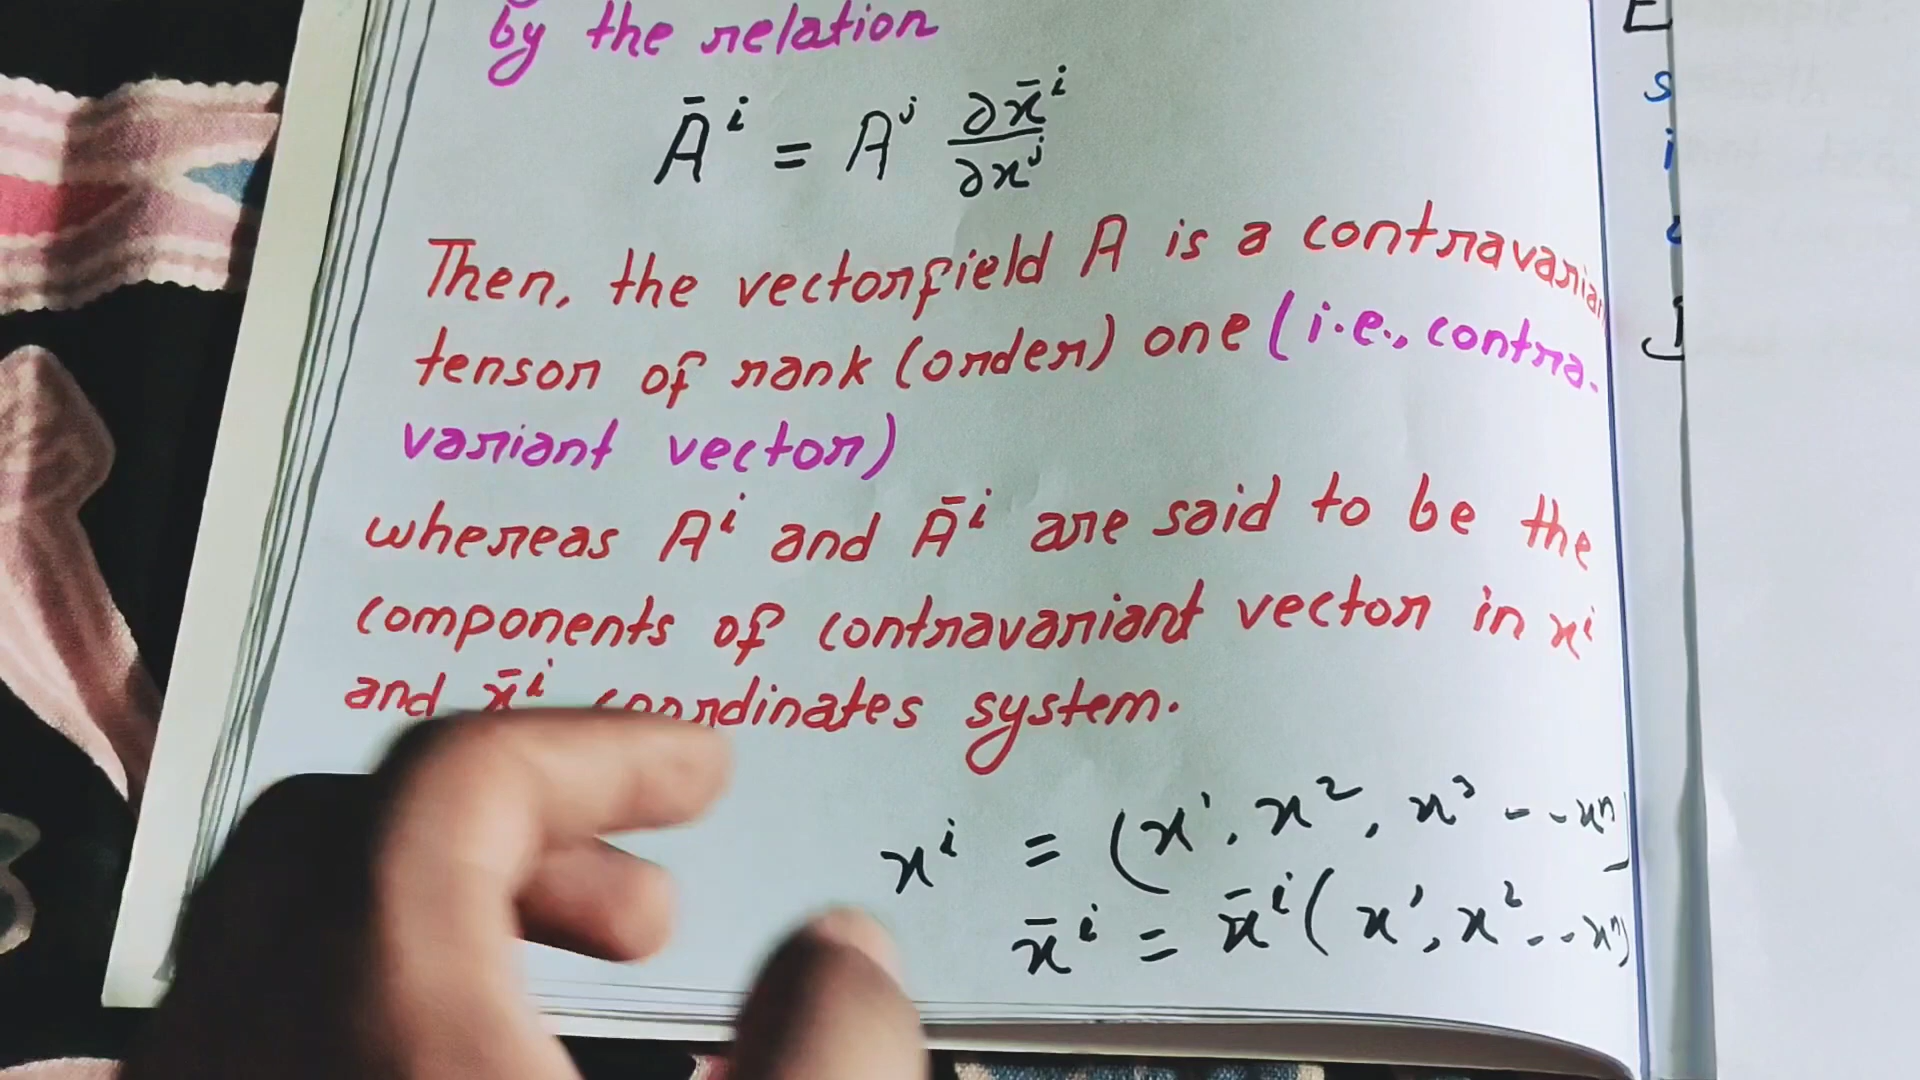 by the relation
Āⁱ = Aʲ ∂x̄ⁱ/∂xʲ
Then, the vectorfield A is a contravarian
tensor of rank (order) one (i.e., contra-
variant vector)
whereas Aⁱ and Āⁱ are said to be the
components of contravariant vector in xⁱ
and x̄ⁱ coordinates system.
xⁱ = (x¹, x², x³ - - xⁿ)
x̄ⁱ = x̄ⁱ(x¹, x², - - xⁿ)